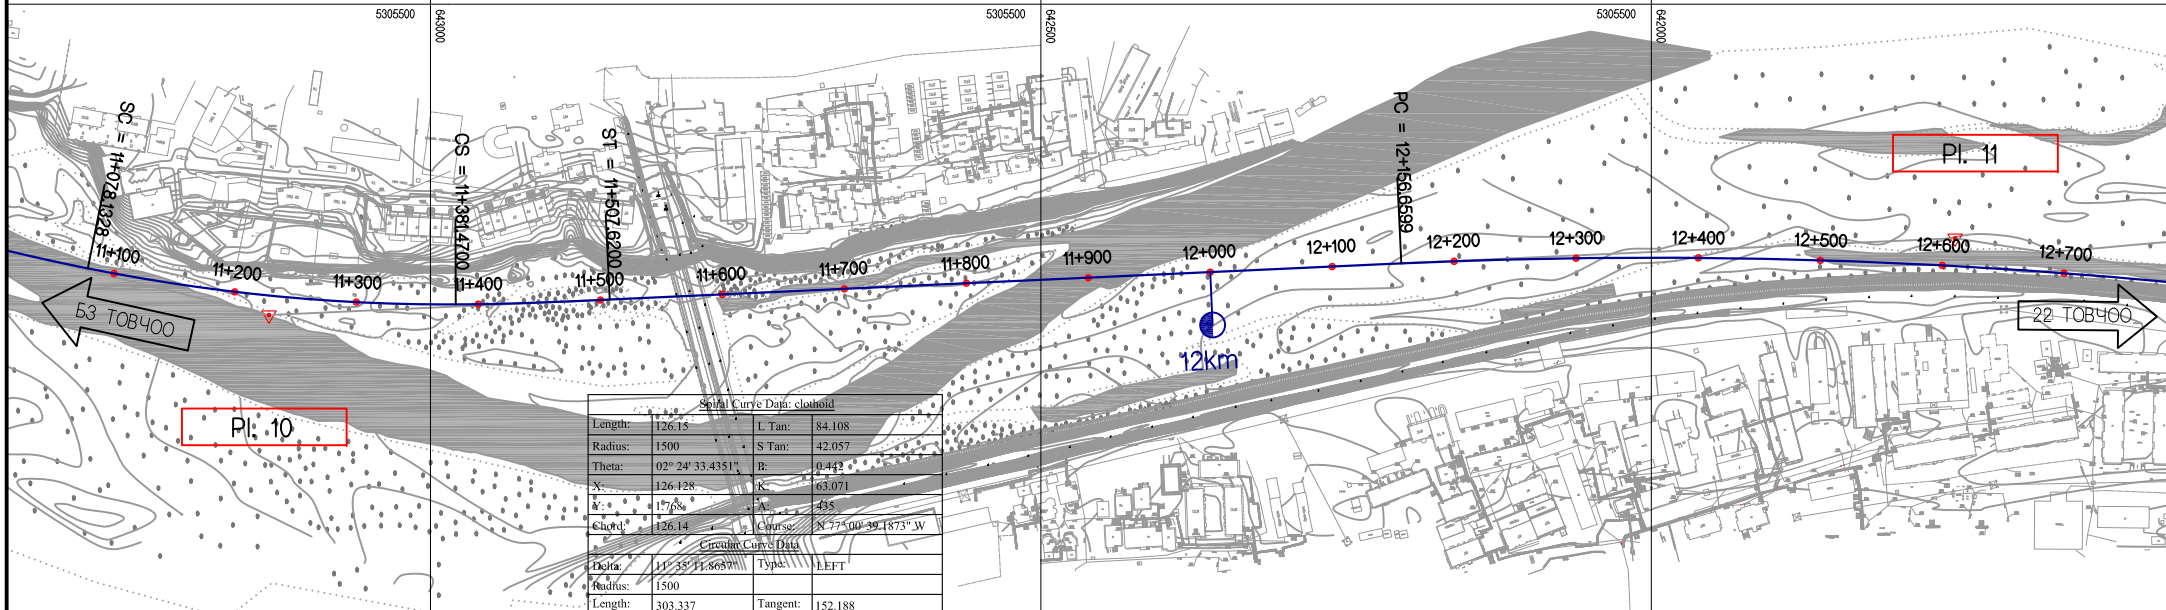 5305500
643000
5305500
642500
5305500
642000
SC = 11+078.1328
CS = 11+381.4700
ST = 11+507.6200
PC = 12+156.6599
PI. 11
11+100
11+200
11+300
11+400
11+500
11+600
11+700
11+800
11+900
12+000
12+100
12+200
12+300
12+400
12+500
12+600
12+700
БЗ ТОВЧОО
22 ТОВЧОО
12km
PI. 10
Spiral Curve Data: clothoid
Length: 126.15 L Tan: 84.108
Radius: 1500 S Tan: 42.057
Theta: 02° 24' 33.4351" B: 0.442
X: 126.128 K: 63.071
Y: 1.768 A: 435
Chord: 126.14 Course: N 77° 00' 39.1873" W
Circular Curve Data
Delta: 11° 35' 11.8657" Type: LEFT
Radius: 1500
Length: 303.337 Tangent: 152.188